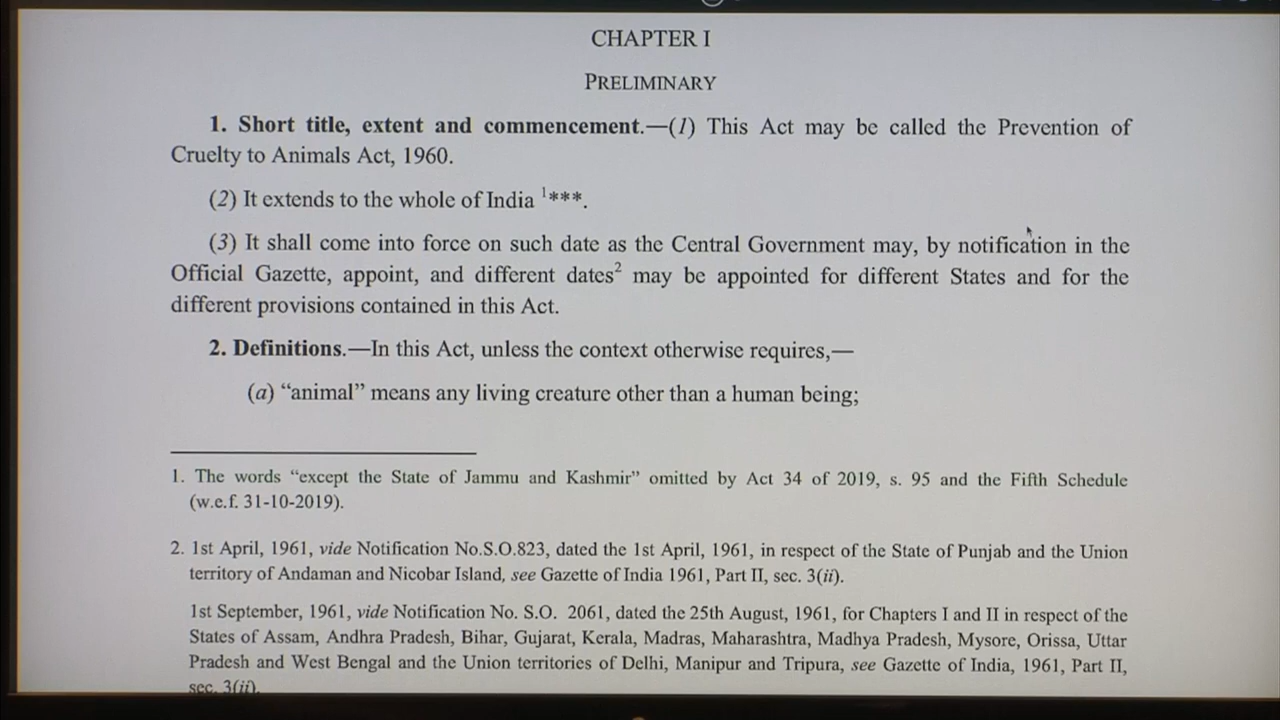 CHAPTER I
PRELIMINARY
1. Short title, extent and commencement.—(1) This Act may be called the Prevention of
Cruelty to Animals Act, 1960.
(2) It extends to the whole of India 1***.
(3) It shall come into force on such date as the Central Government may, by notification in the
Official Gazette, appoint, and different dates2 may be appointed for different States and for the
different provisions contained in this Act.
2. Definitions.—In this Act, unless the context otherwise requires,—
(a) “animal” means any living creature other than a human being;
1. The words “except the State of Jammu and Kashmir” omitted by Act 34 of 2019, s. 95 and the Fifth Schedule
(w.e.f. 31-10-2019).
2. 1st April, 1961, vide Notification No.S.O.823, dated the 1st April, 1961, in respect of the State of Punjab and the Union
territory of Andaman and Nicobar Island, see Gazette of India 1961, Part II, sec. 3(ii).
1st September, 1961, vide Notification No. S.O. 2061, dated the 25th August, 1961, for Chapters I and II in respect of the
States of Assam, Andhra Pradesh, Bihar, Gujarat, Kerala, Madras, Maharashtra, Madhya Pradesh, Mysore, Orissa, Uttar
Pradesh and West Bengal and the Union territories of Delhi, Manipur and Tripura, see Gazette of India, 1961, Part II,
sec. 3(ii).